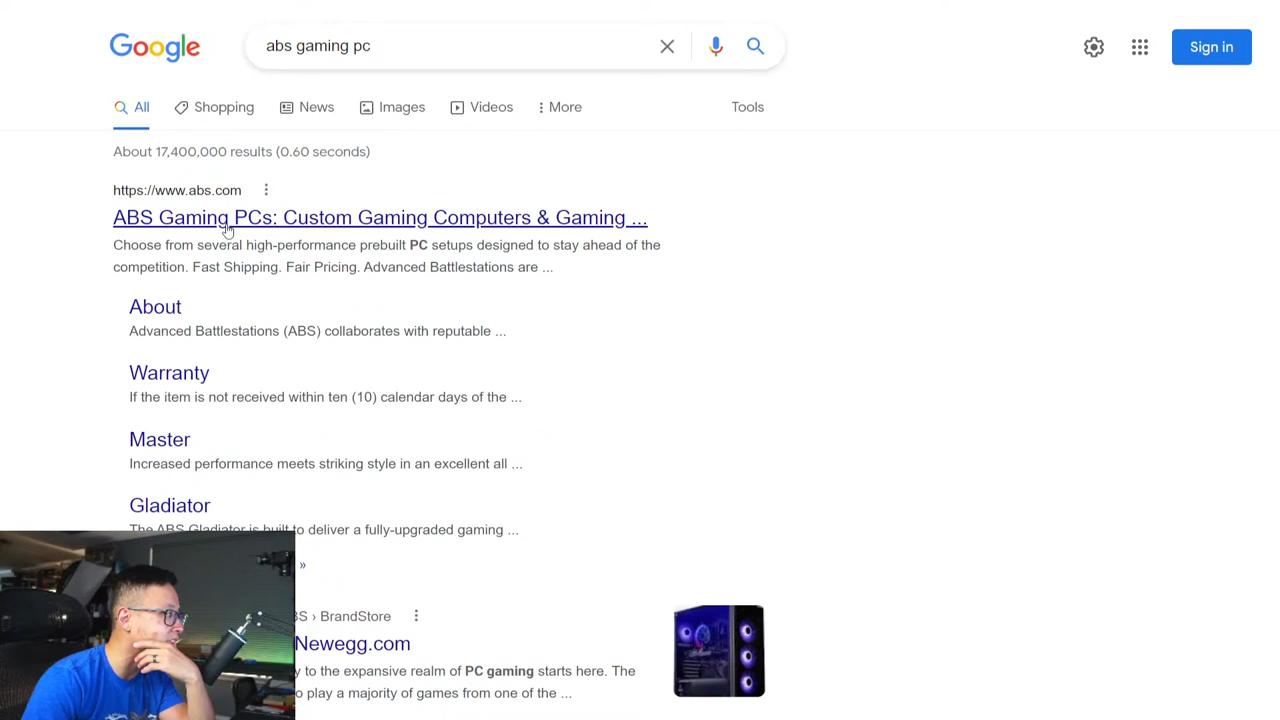 Google
abs gaming pc
Sign in
All
Shopping
News
Images
Videos
More
Tools
About 17,400,000 results (0.60 seconds)
https://www.abs.com
ABS Gaming PCs: Custom Gaming Computers & Gaming ...
Choose from several high-performance prebuilt PC setups designed to stay ahead of the
competition. Fast Shipping. Fair Pricing. Advanced Battlestations are ...
About
Advanced Battlestations (ABS) collaborates with reputable ...
Warranty
If the item is not received within ten (10) calendar days of the ...
Master
Increased performance meets striking style in an excellent all ...
Gladiator
The ABS Gladiator is built to deliver a fully-upgraded gaming ...
»
BS › BrandStore
Newegg.com
y to the expansive realm of PC gaming starts here. The
o play a majority of games from one of the ...